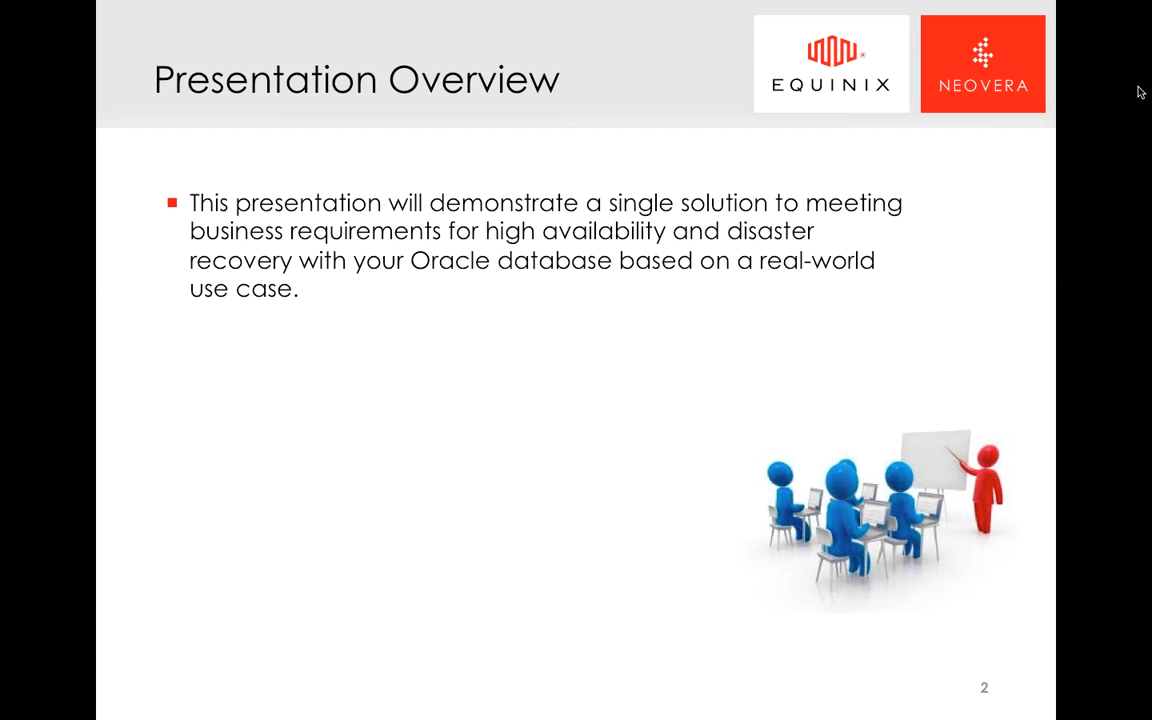 Presentation Overview
EQUINIX
NEOVERA
This presentation will demonstrate a single solution to meeting
business requirements for high availability and disaster
recovery with your Oracle database based on a real-world
use case.
2